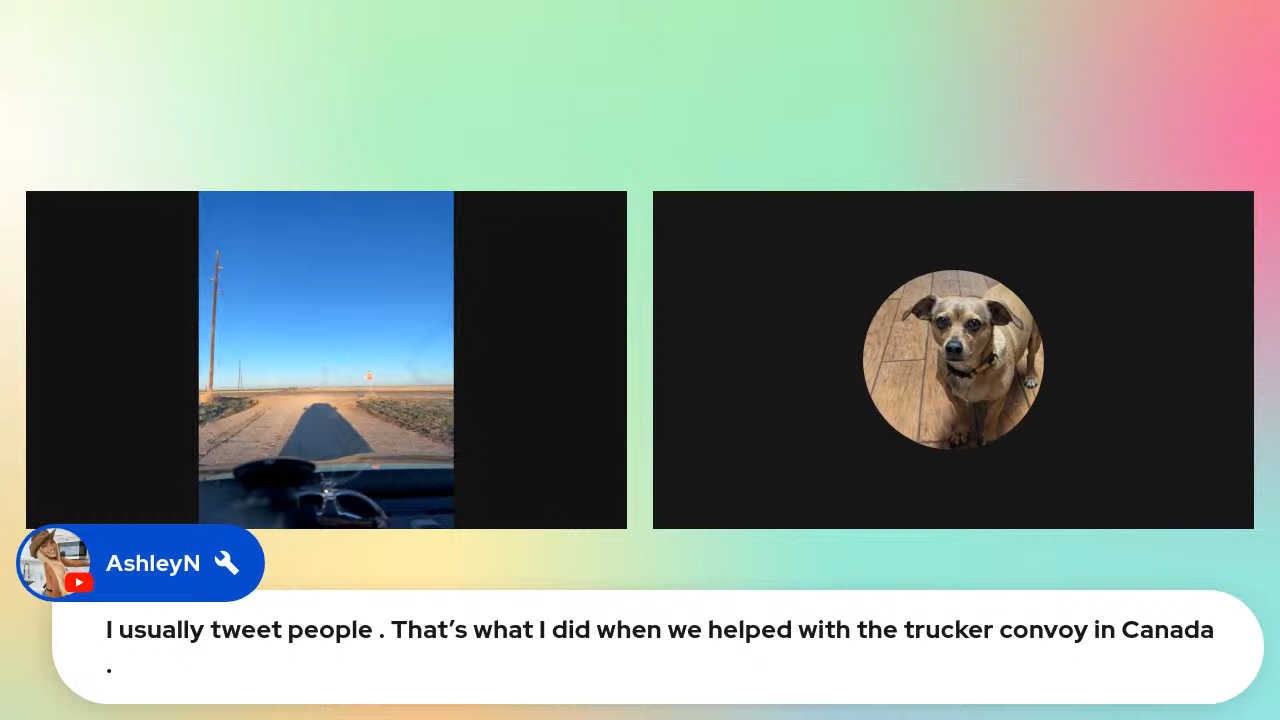 AshleyN
I usually tweet people . That’s what I did when we helped with the trucker convoy in Canada
.